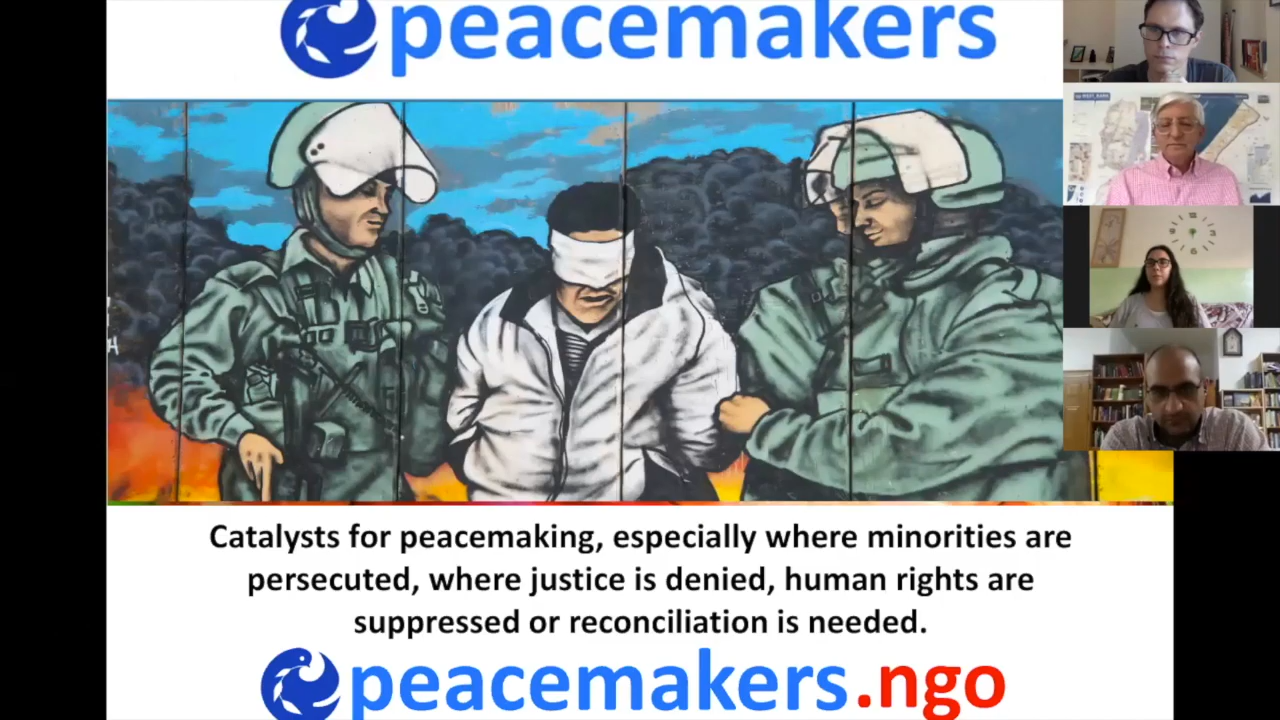 peacemakers
Catalysts for peacemaking, especially where minorities are
persecuted, where justice is denied, human rights are
suppressed or reconciliation is needed.
peacemakers.ngo